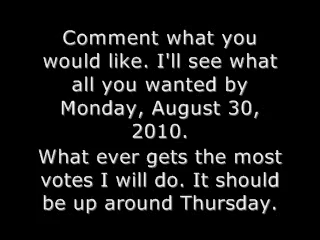 Comment what you
would like. I'll see what
all you wanted by
Monday, August 30,
2010.
What ever gets the most
votes I will do. It should
be up around Thursday.